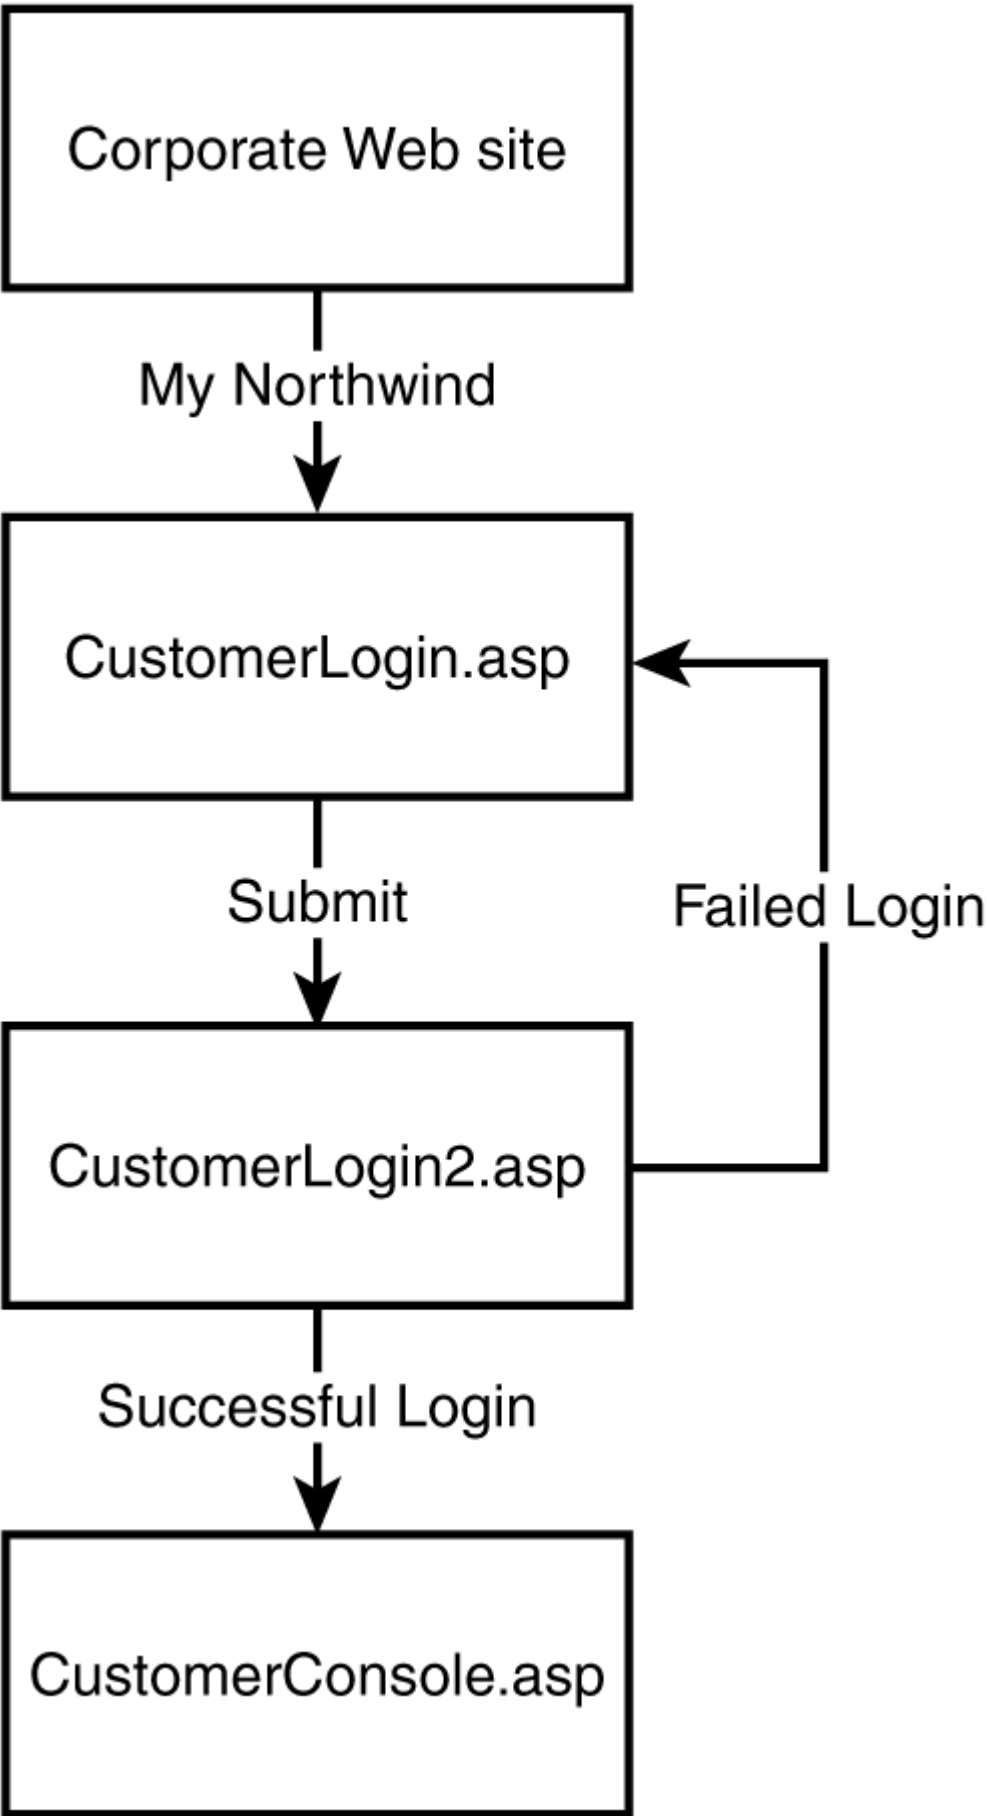 Corporate Web site
My Northwind
CustomerLogin.asp
Submit
Failed Login
CustomerLogin2.asp
Successful Login
CustomerConsole.asp